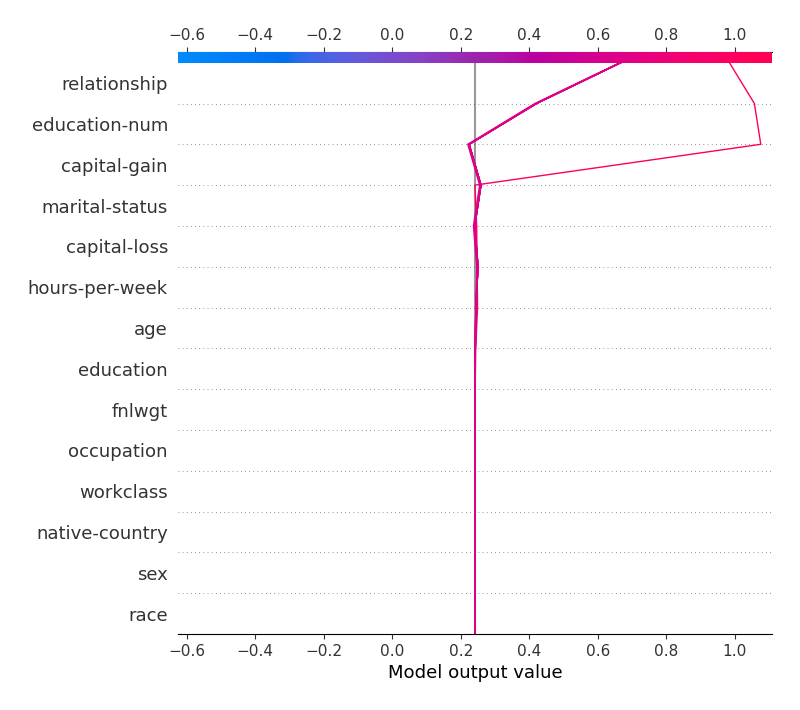 −0.6 −0.4 −0.2 0.0 0.2 0.4 0.6 0.8 1.0
relationship
education-num
capital-gain
marital-status
capital-loss
hours-per-week
age
education
fnlwgt
occupation
workclass
native-country
sex
race
−0.6 −0.4 −0.2 0.0 0.2 0.4 0.6 0.8 1.0
Model output value